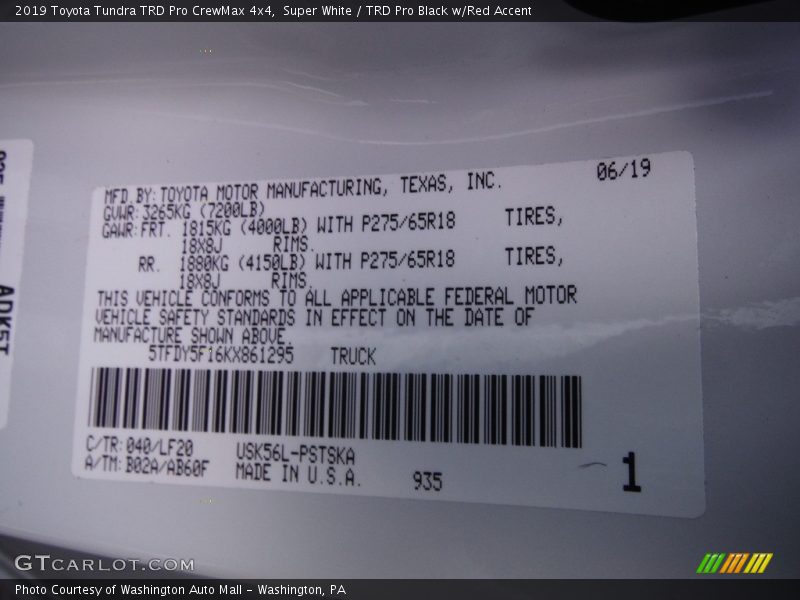 2019 Toyota Tundra TRD Pro CrewMax 4x4, Super White / TRD Pro Black w/Red Accent
06/19
MFD.BY:TOYOTA MOTOR MANUFACTURING, TEXAS, INC.
GVWR:3265KG (7200LB)
GAWR:FRT. 1815KG (4000LB) WITH P275/65R18 TIRES,
18X8J RIMS.
RR. 1880KG (4150LB) WITH P275/65R18 TIRES,
18X8J RIMS.
THIS VEHICLE CONFORMS TO ALL APPLICABLE FEDERAL MOTOR
VEHICLE SAFETY STANDARDS IN EFFECT ON THE DATE OF
MANUFACTURE SHOWN ABOVE.
5TFDY5F16KX861295 TRUCK
C/TR:040/LF20 USK56L-PSTSKA
A/TM:B02A/AB60F MADE IN U.S.A. 935 1
ADK5T
GTCARLOT.COM
Photo Courtesy of Washington Auto Mall - Washington, PA